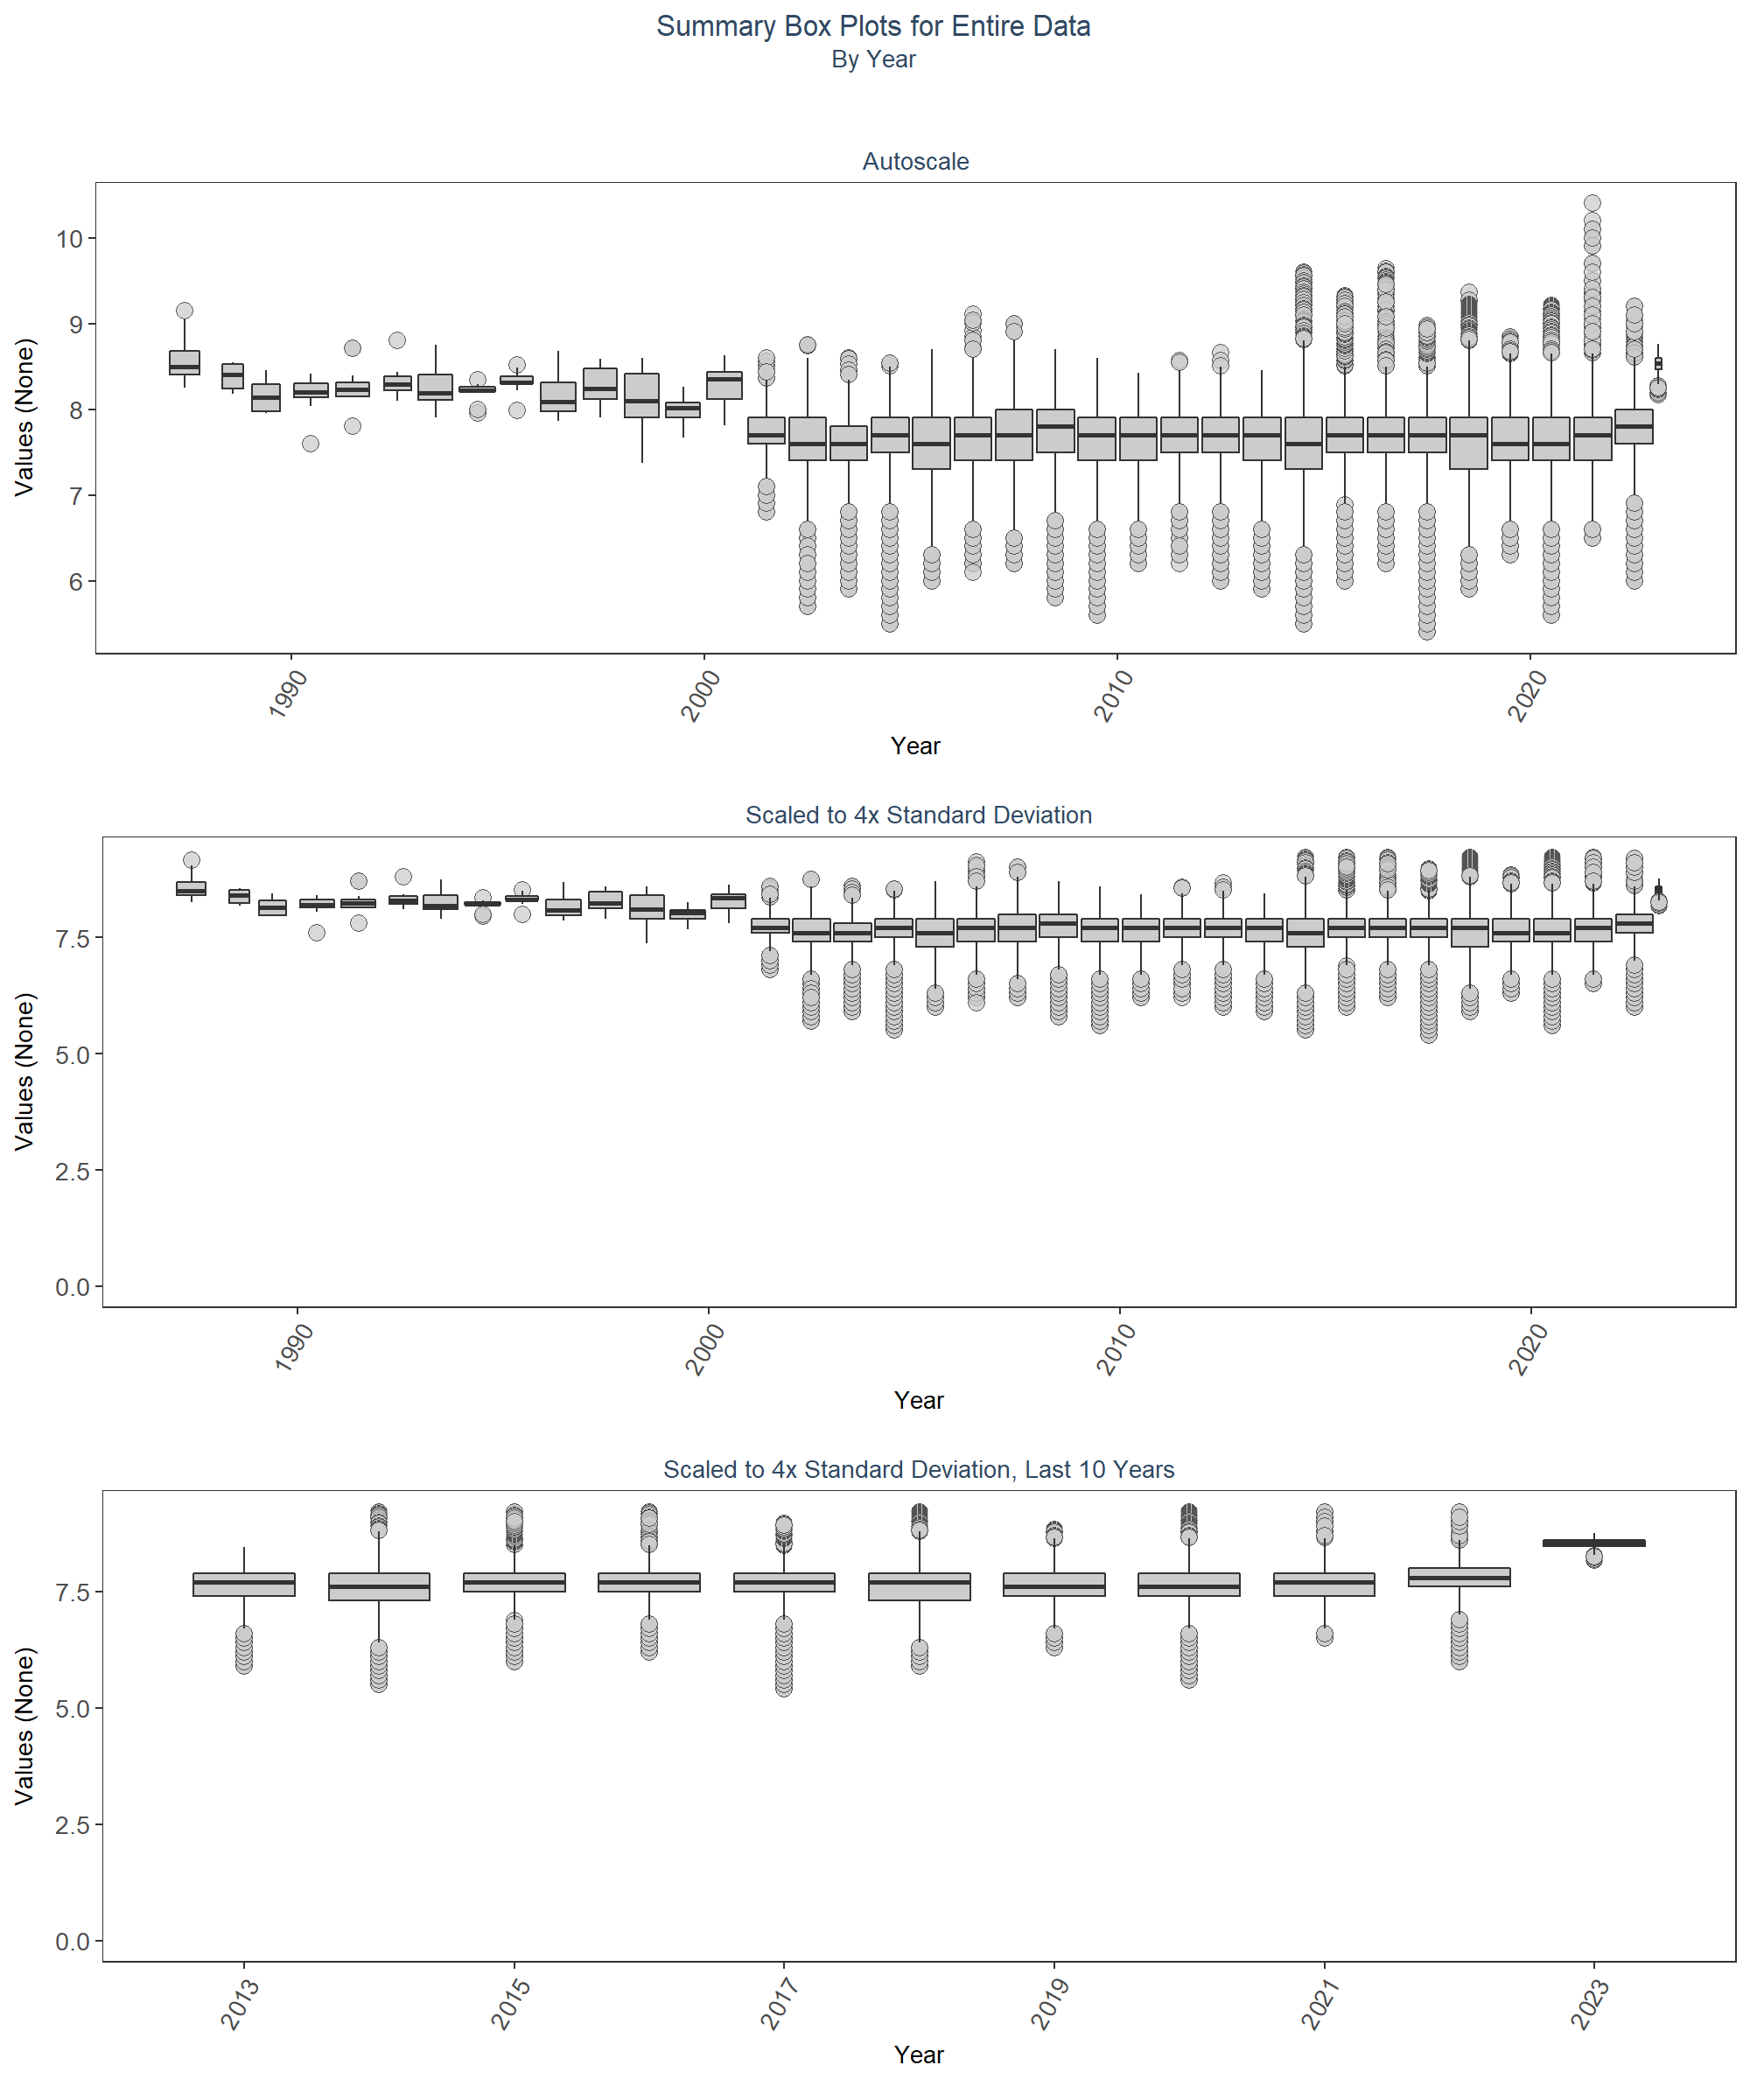 Summary Box Plots for Entire Data
By Year
Autoscale
Values (None)
10
9
8
7
6
1990
2000
2010
2020
Year
Scaled to 4x Standard Deviation
Values (None)
7.5
5.0
2.5
0.0
1990
2000
2010
2020
Year
Scaled to 4x Standard Deviation, Last 10 Years
Values (None)
7.5
5.0
2.5
0.0
2013
2015
2017
2019
2021
2023
Year